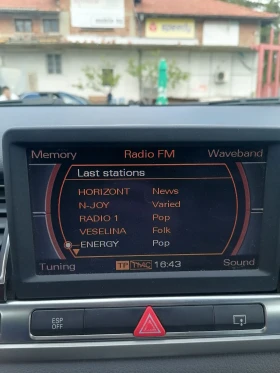 Memory Radio FM Waveband
Last stations
HORIZONT News
N-JOY Varied
RADIO 1 Pop
VESELINA Folk
ENERGY Pop
Tuning TP TMC 16:43 Sound
ESP
OFF